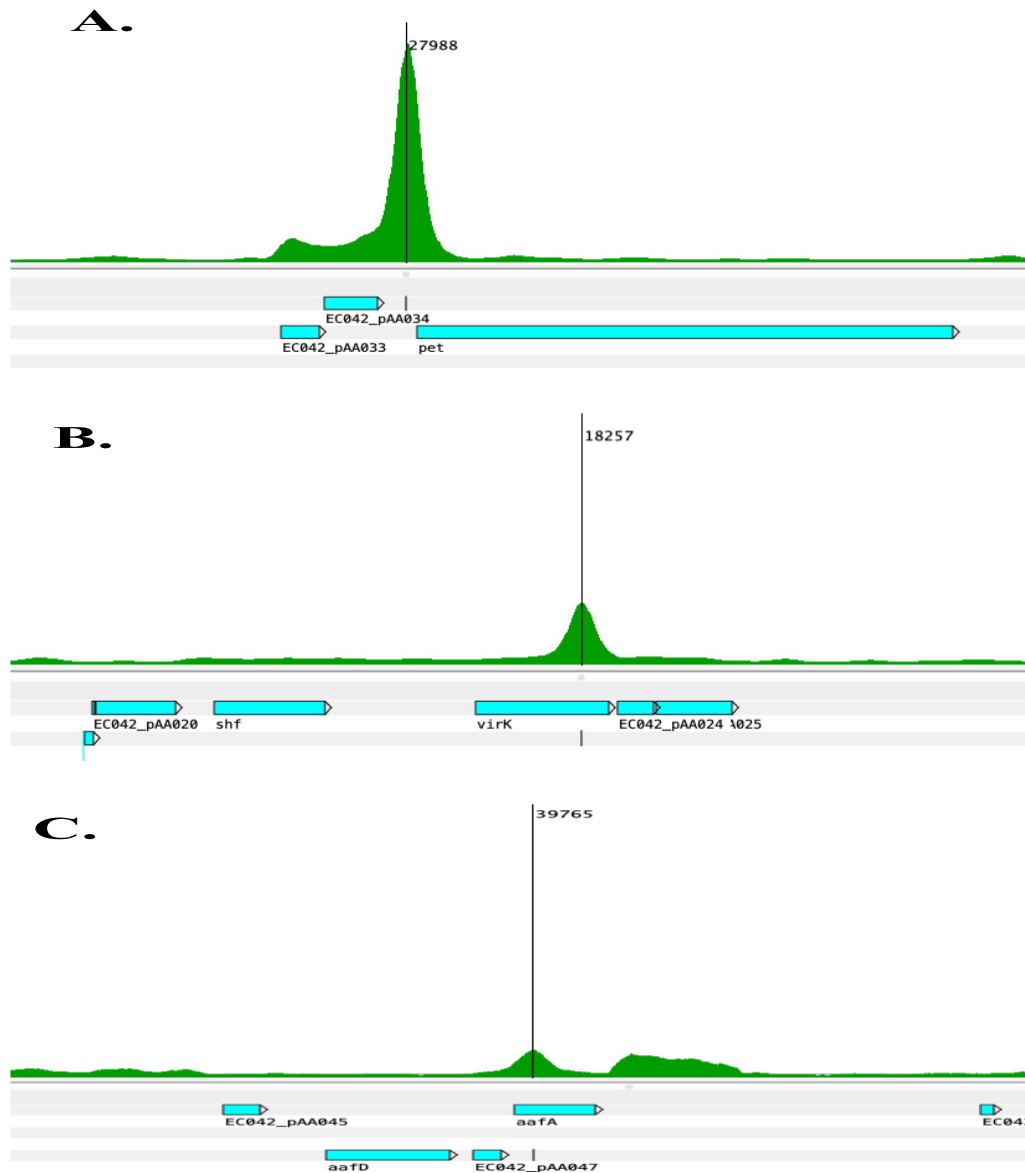 A.
27988
EC042_pAA034
EC042_pAA033 pet
B.
18257
EC042_pAA020 shf virK EC042_pAA024 025
C.
39765
EC042_pAA045 aafA
aafD EC042_pAA047